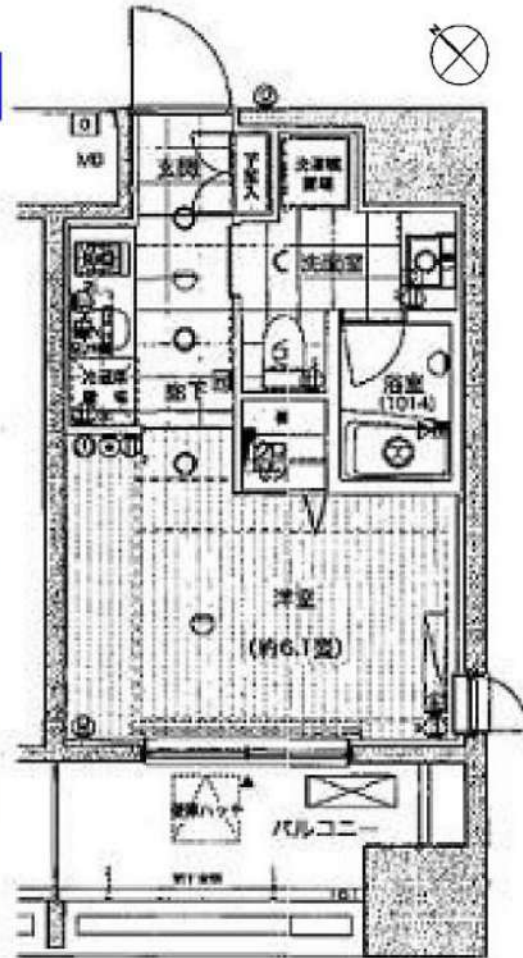 N
MB
玄関
下足入
洗濯機
置場
洗面室
冷蔵庫
置場
廊下
浴室
(1014)
洋室
(約6.1畳)
避難ハッチ
バルコニー